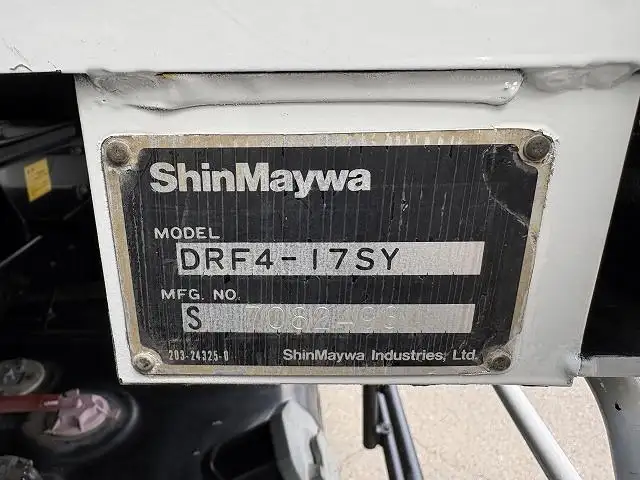 ShinMaywa
MODEL
DRF4-17SY
MFG. NO.
S
203-24325-0
ShinMaywa Industries, Ltd.